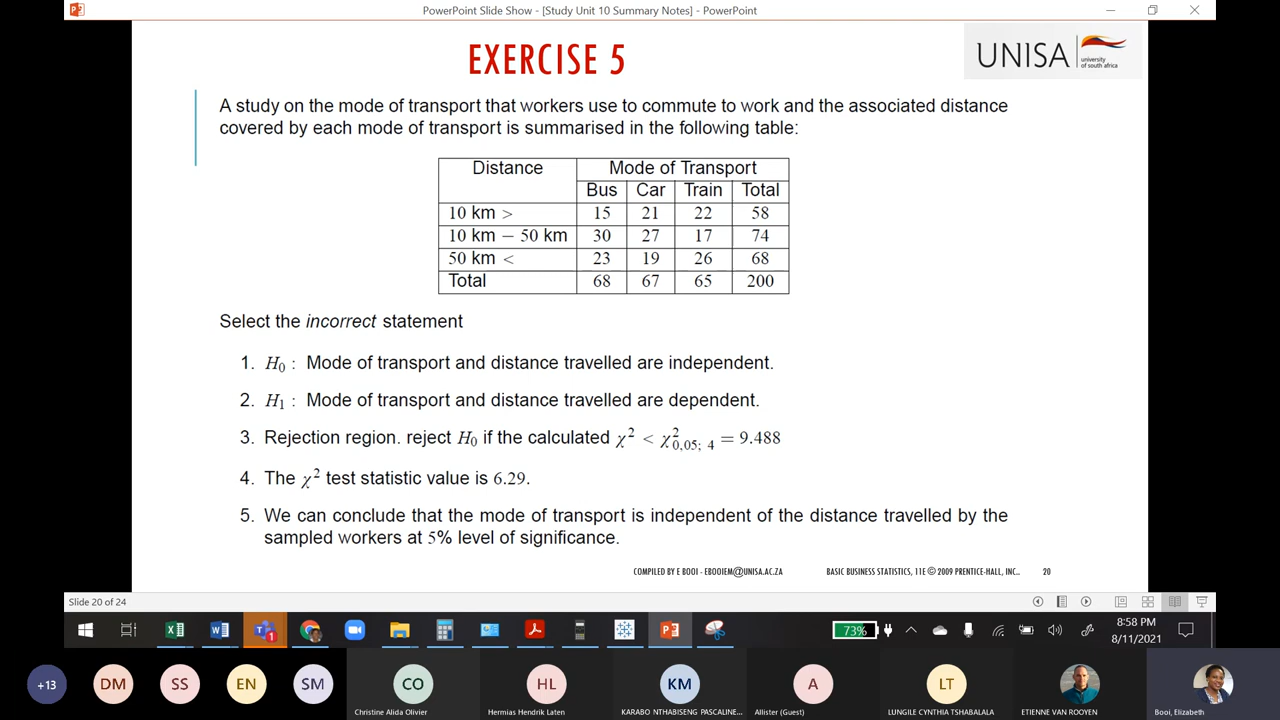 PowerPoint Slide Show - [Study Unit 10 Summary Notes] - PowerPoint
EXERCISE 5
UNISA university of south africa
A study on the mode of transport that workers use to commute to work and the associated distance
covered by each mode of transport is summarised in the following table:
Distance Mode of Transport
Bus Car Train Total
10 km > 15 21 22 58
10 km − 50 km 30 27 17 74
50 km < 23 19 26 68
Total 68 67 65 200
Select the incorrect statement
1. H0 : Mode of transport and distance travelled are independent.
2. H1 : Mode of transport and distance travelled are dependent.
3. Rejection region. reject H0 if the calculated χ² < χ²0,05; 4 = 9.488
4. The χ² test statistic value is 6.29.
5. We can conclude that the mode of transport is independent of the distance travelled by the
sampled workers at 5% level of significance.
COMPILED BY E BOOI - EBOOIEM@UNISA.AC.ZA BASIC BUSINESS STATISTICS, 11E © 2009 PRENTICE-HALL, INC.. 20
Slide 20 of 24
73% 8:58 PM
8/11/2021
+13 DM SS EN SM CO HL KM A LT
Christine Alida Olivier Hermias Hendrik Laten KARABO NTHABISENG PASCALINE... Allister (Guest) LUNGILE CYNTHIA TSHABALALA ETIENNE VAN ROOYEN Booi, Elizabeth